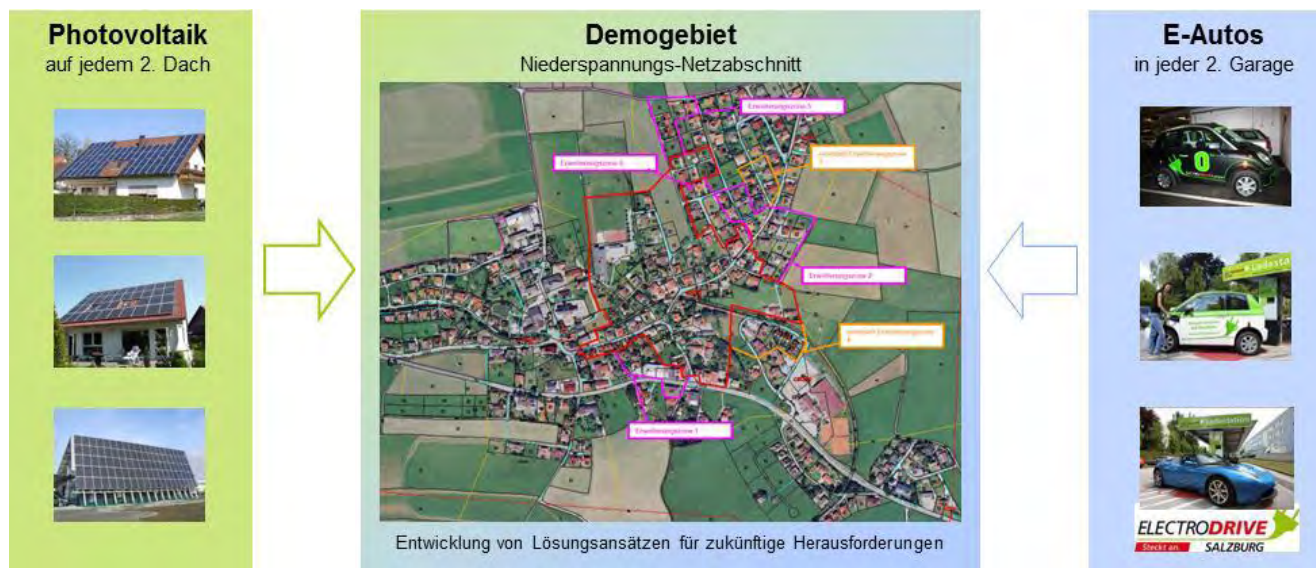 Photovoltaik
auf jedem 2. Dach
Demogebiet
Niederspannungs-Netzabschnitt
Entwicklung von Lösungsansätzen für zukünftige Herausforderungen
E-Autos
in jeder 2. Garage
ELECTRODRIVE
Steckt an. SALZBURG